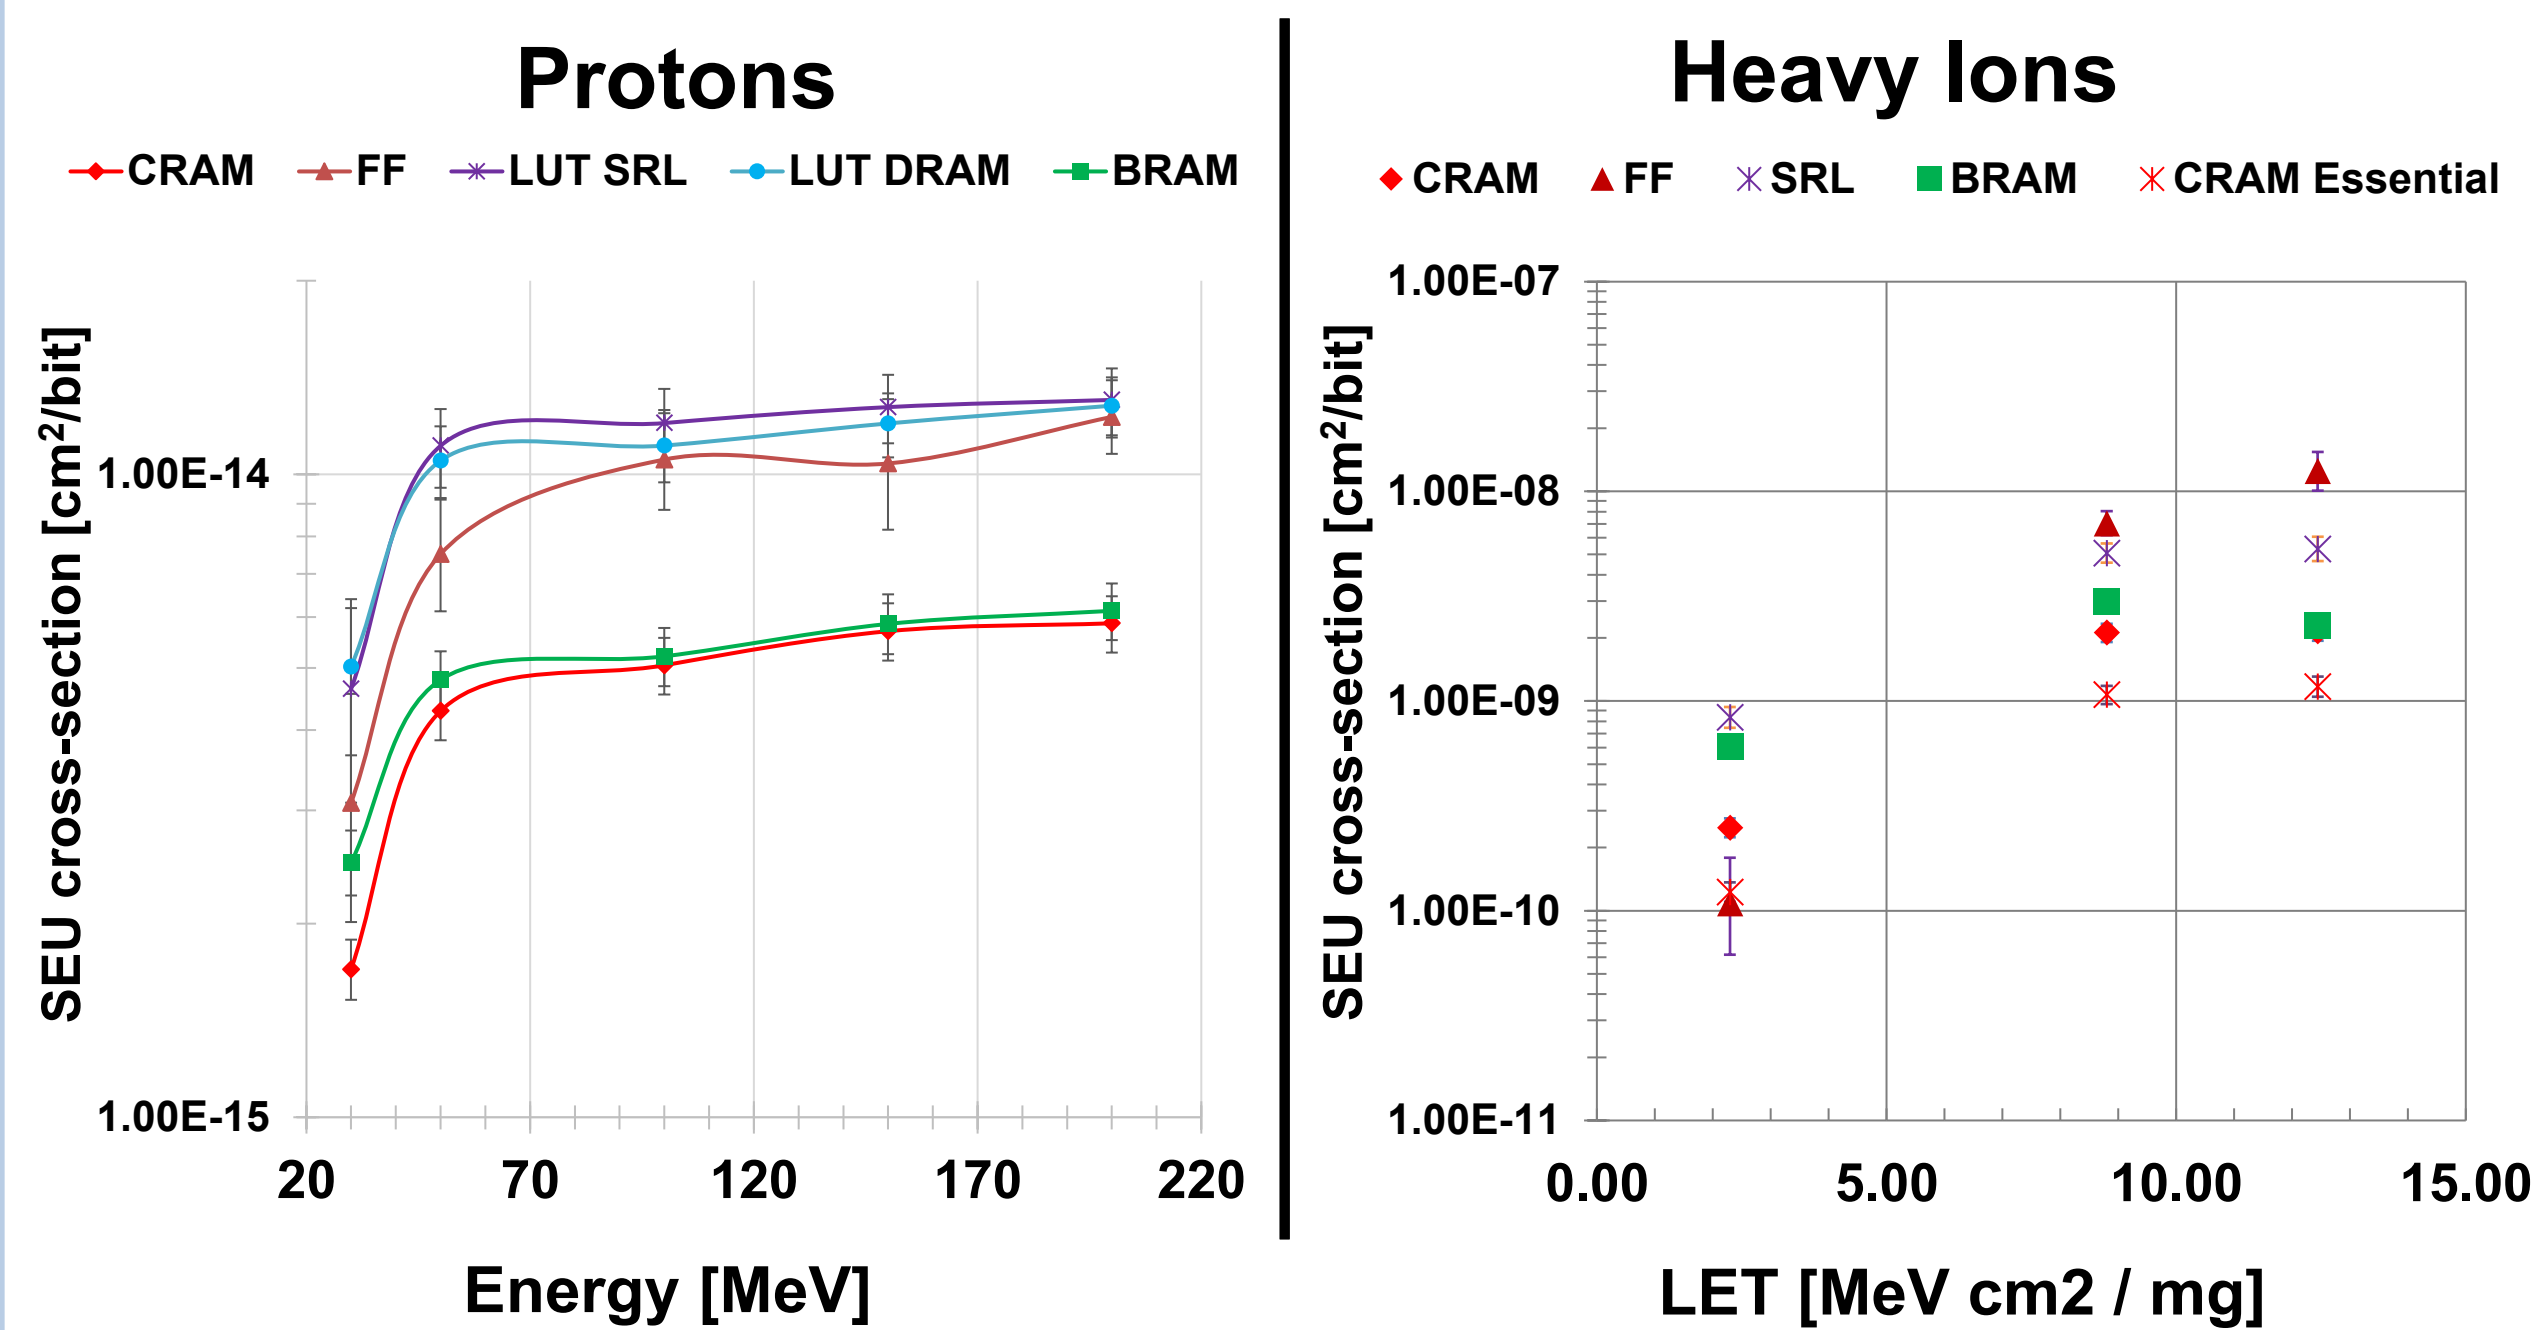 Protons
CRAM FF LUT SRL LUT DRAM BRAM
SEU cross-section [cm²/bit]
1.00E-14
1.00E-15
20 70 120 170 220
Energy [MeV]
Heavy Ions
CRAM FF SRL BRAM CRAM Essential
SEU cross-section [cm²/bit]
1.00E-07
1.00E-08
1.00E-09
1.00E-10
1.00E-11
0.00 5.00 10.00 15.00
LET [MeV cm2 / mg]